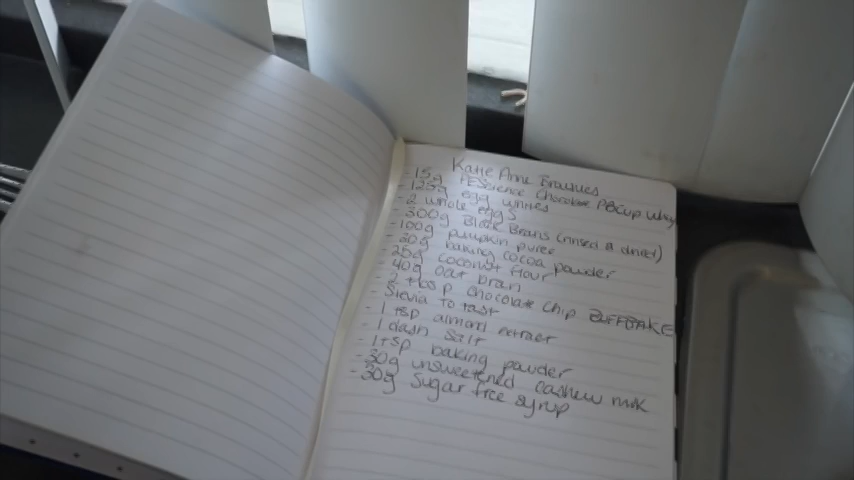 Katie Anne Brownies
- 15g PEScience Chocolate PBCup Whey
- 125g egg whites
- 2 whole eggs
- 300g Black Beans (rinsed & dried)
- 100g pumpkin puree
- 20g baking cocoa powder
- 25g coconut flour
- 40g oat bran
- 2 tbsp chocolate chip
Stevia to tast
- 1 tsp almond extract
1 dash salt
- 1 tsp baking powder
- 30g unsweetened cashew milk
- 30g sugar free syrup